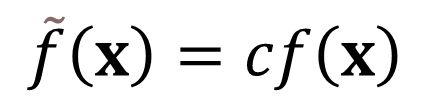 f̃(𝐱) = cf(𝐱)